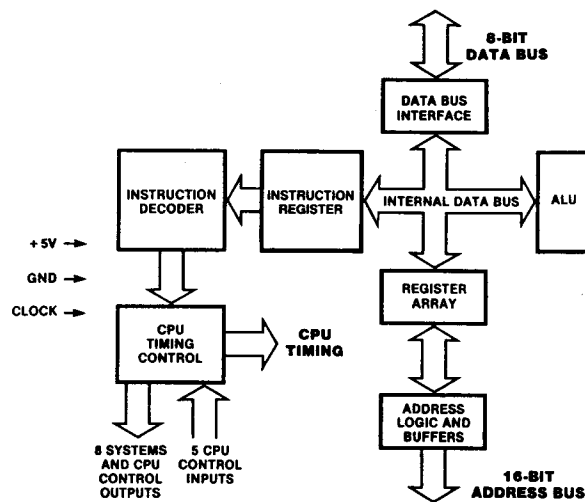 8-BIT
DATA BUS
DATA BUS
INTERFACE
INSTRUCTION
DECODER
INSTRUCTION
REGISTER
INTERNAL DATA BUS
ALU
+5V
GND
CLOCK
REGISTER
ARRAY
CPU
TIMING
CONTROL
CPU
TIMING
ADDRESS
LOGIC AND
BUFFERS
8 SYSTEMS
AND CPU
CONTROL
OUTPUTS
5 CPU
CONTROL
INPUTS
16-BIT
ADDRESS BUS